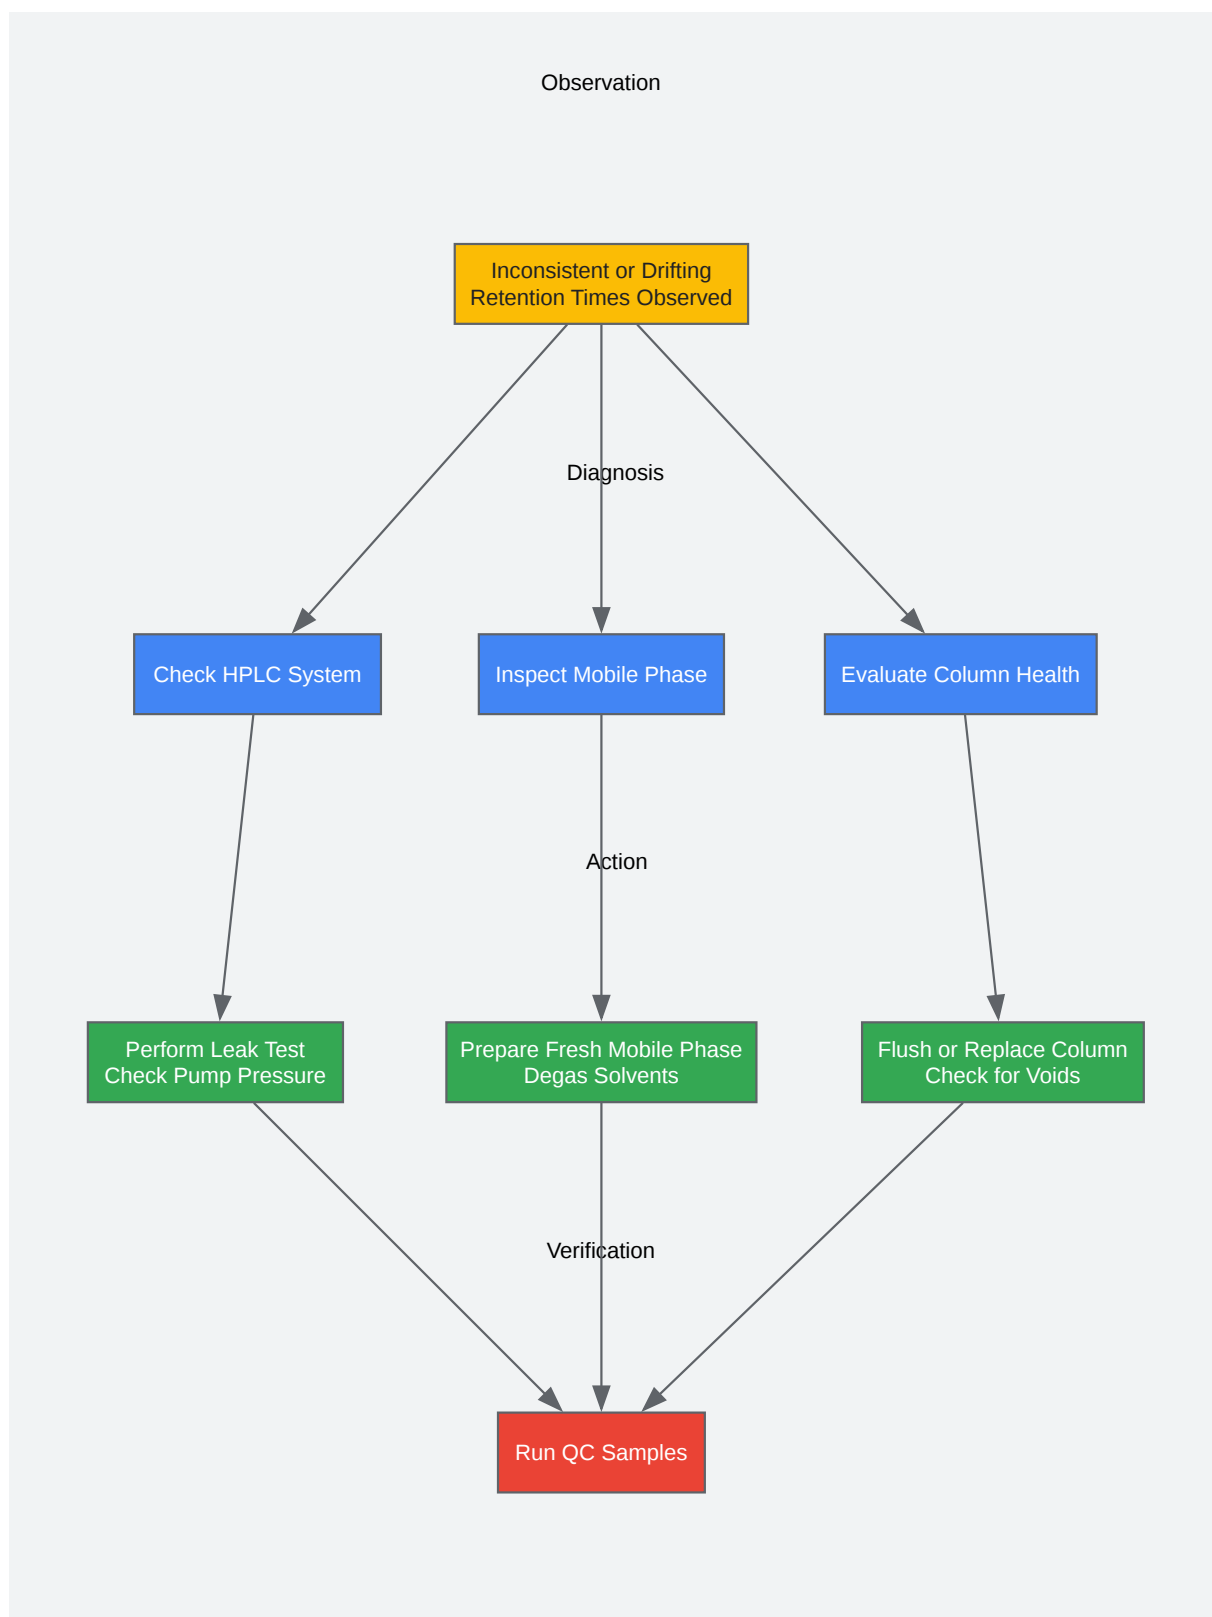 Observation
Inconsistent or Drifting
Retention Times Observed
Diagnosis
Check HPLC System
Inspect Mobile Phase
Evaluate Column Health
Action
Perform Leak Test
Check Pump Pressure
Prepare Fresh Mobile Phase
Degas Solvents
Flush or Replace Column
Check for Voids
Verification
Run QC Samples